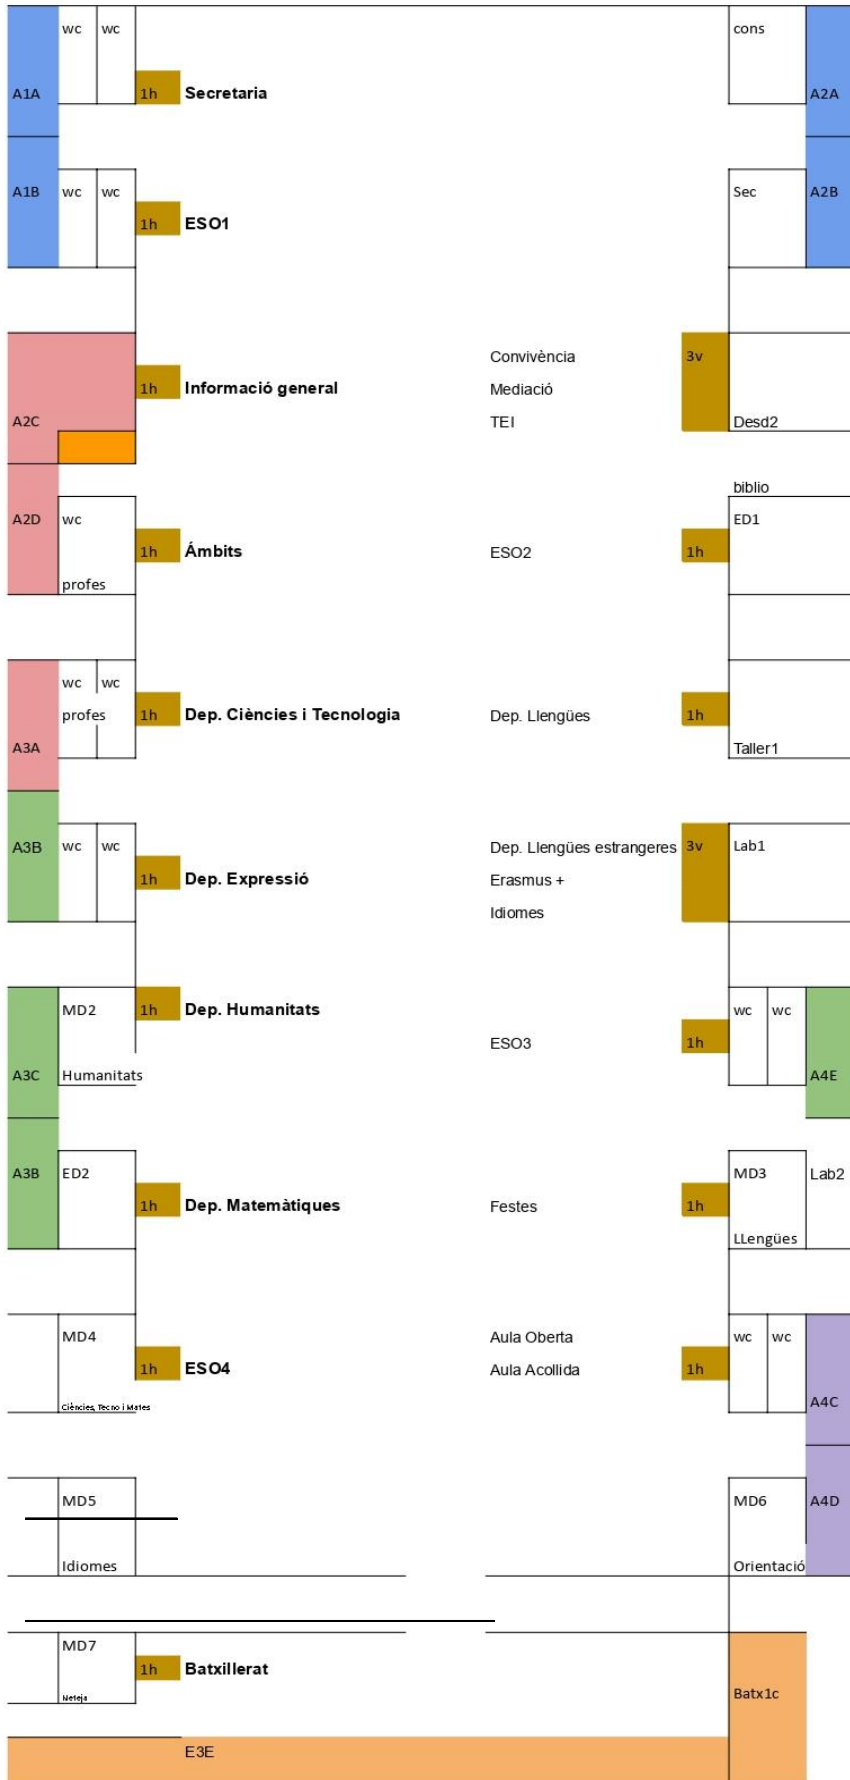 wc wc cons
A1A 1h Secretaria A2A
A1B wc wc Sec A2B
1h ESO1
Convivència 3v
1h Informació general Mediació
A2C TEI Desd2
biblio
A2D wc ED1
1h Ámbits ESO2 1h
profes
wc wc
profes 1h Dep. Ciències i Tecnologia Dep. Llengües 1h
A3A Taller1
A3B wc wc Dep. Llengües estrangeres 3v Lab1
1h Dep. Expressió Erasmus +
Idiomes
MD2 1h Dep. Humanitats wc wc
ESO3 1h
A3C Humanitats A4E
A3B ED2 MD3 Lab2
1h Dep. Matemàtiques Festes 1h
LLengües
MD4 Aula Oberta wc wc
1h ESO4 Aula Acollida 1h
Ciències, Tecno i Mates A4C
MD5 MD6 A4D
Idiomes Orientació
MD7
1h Batxillerat
Neteja Batx1c
E3E